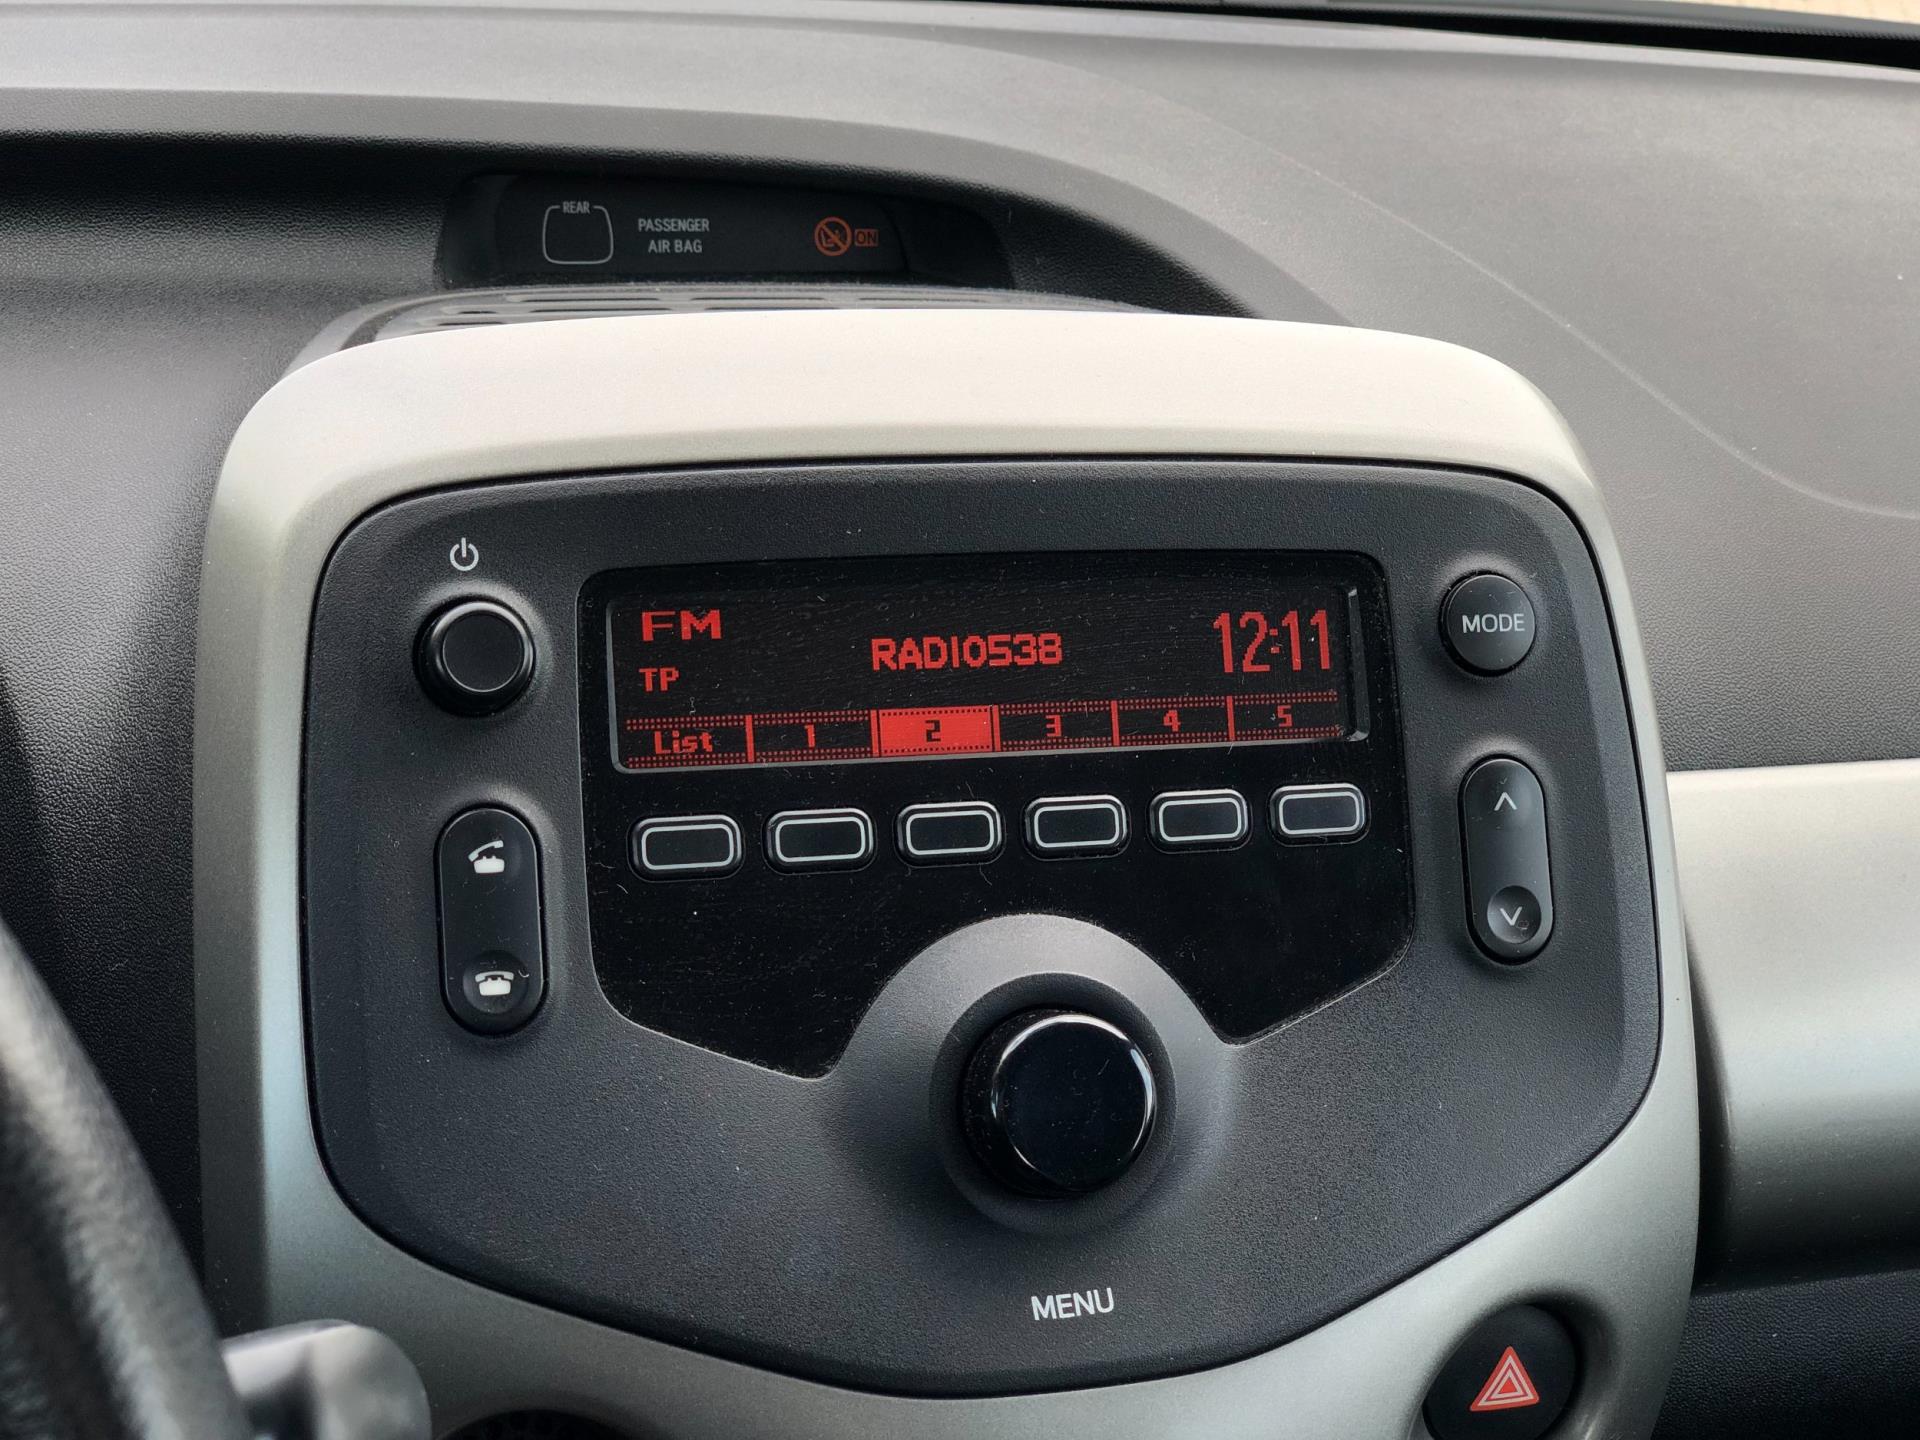 REAR
PASSENGER
AIR BAG
ON
FM
RADIO538
12:11
TP
List 1 2 3 4 5
MODE
MENU